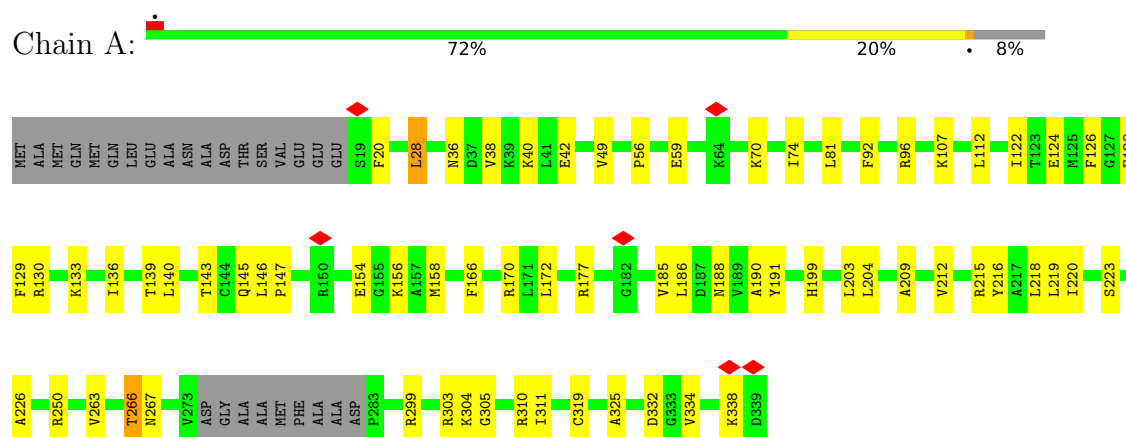 Chain A:
72% 20% • 8%
MET ALA MET GLN MET GLN LEU GLU ALA ASN ALA ASP THR SER VAL GLU GLU GLU S19 F20 L28 N36 D37 V38 K39 K40 L41 E42 V49 P56 E59 K64 K70 I74 L81 F92 R96 K107 L112 I122 T123 E124 M125 F126 G127
F129 R130 K133 I136 T139 L140 T143 C144 Q145 L146 P147 R150 E154 G155 K156 A157 M158 F166 R170 L171 L172 R177 G182 V185 L186 D187 N188 V189 A190 Y191 H199 L203 L204 A209 V212 R215 Y216 A217 L218 L219 I220 S223
A226 R250 V263 T266 N267 V273 ASP GLY ALA ALA MET PHE ALA ALA ASP P283 R299 R303 K304 G305 R310 I311 C319 A325 D332 G333 V334 K338 D339